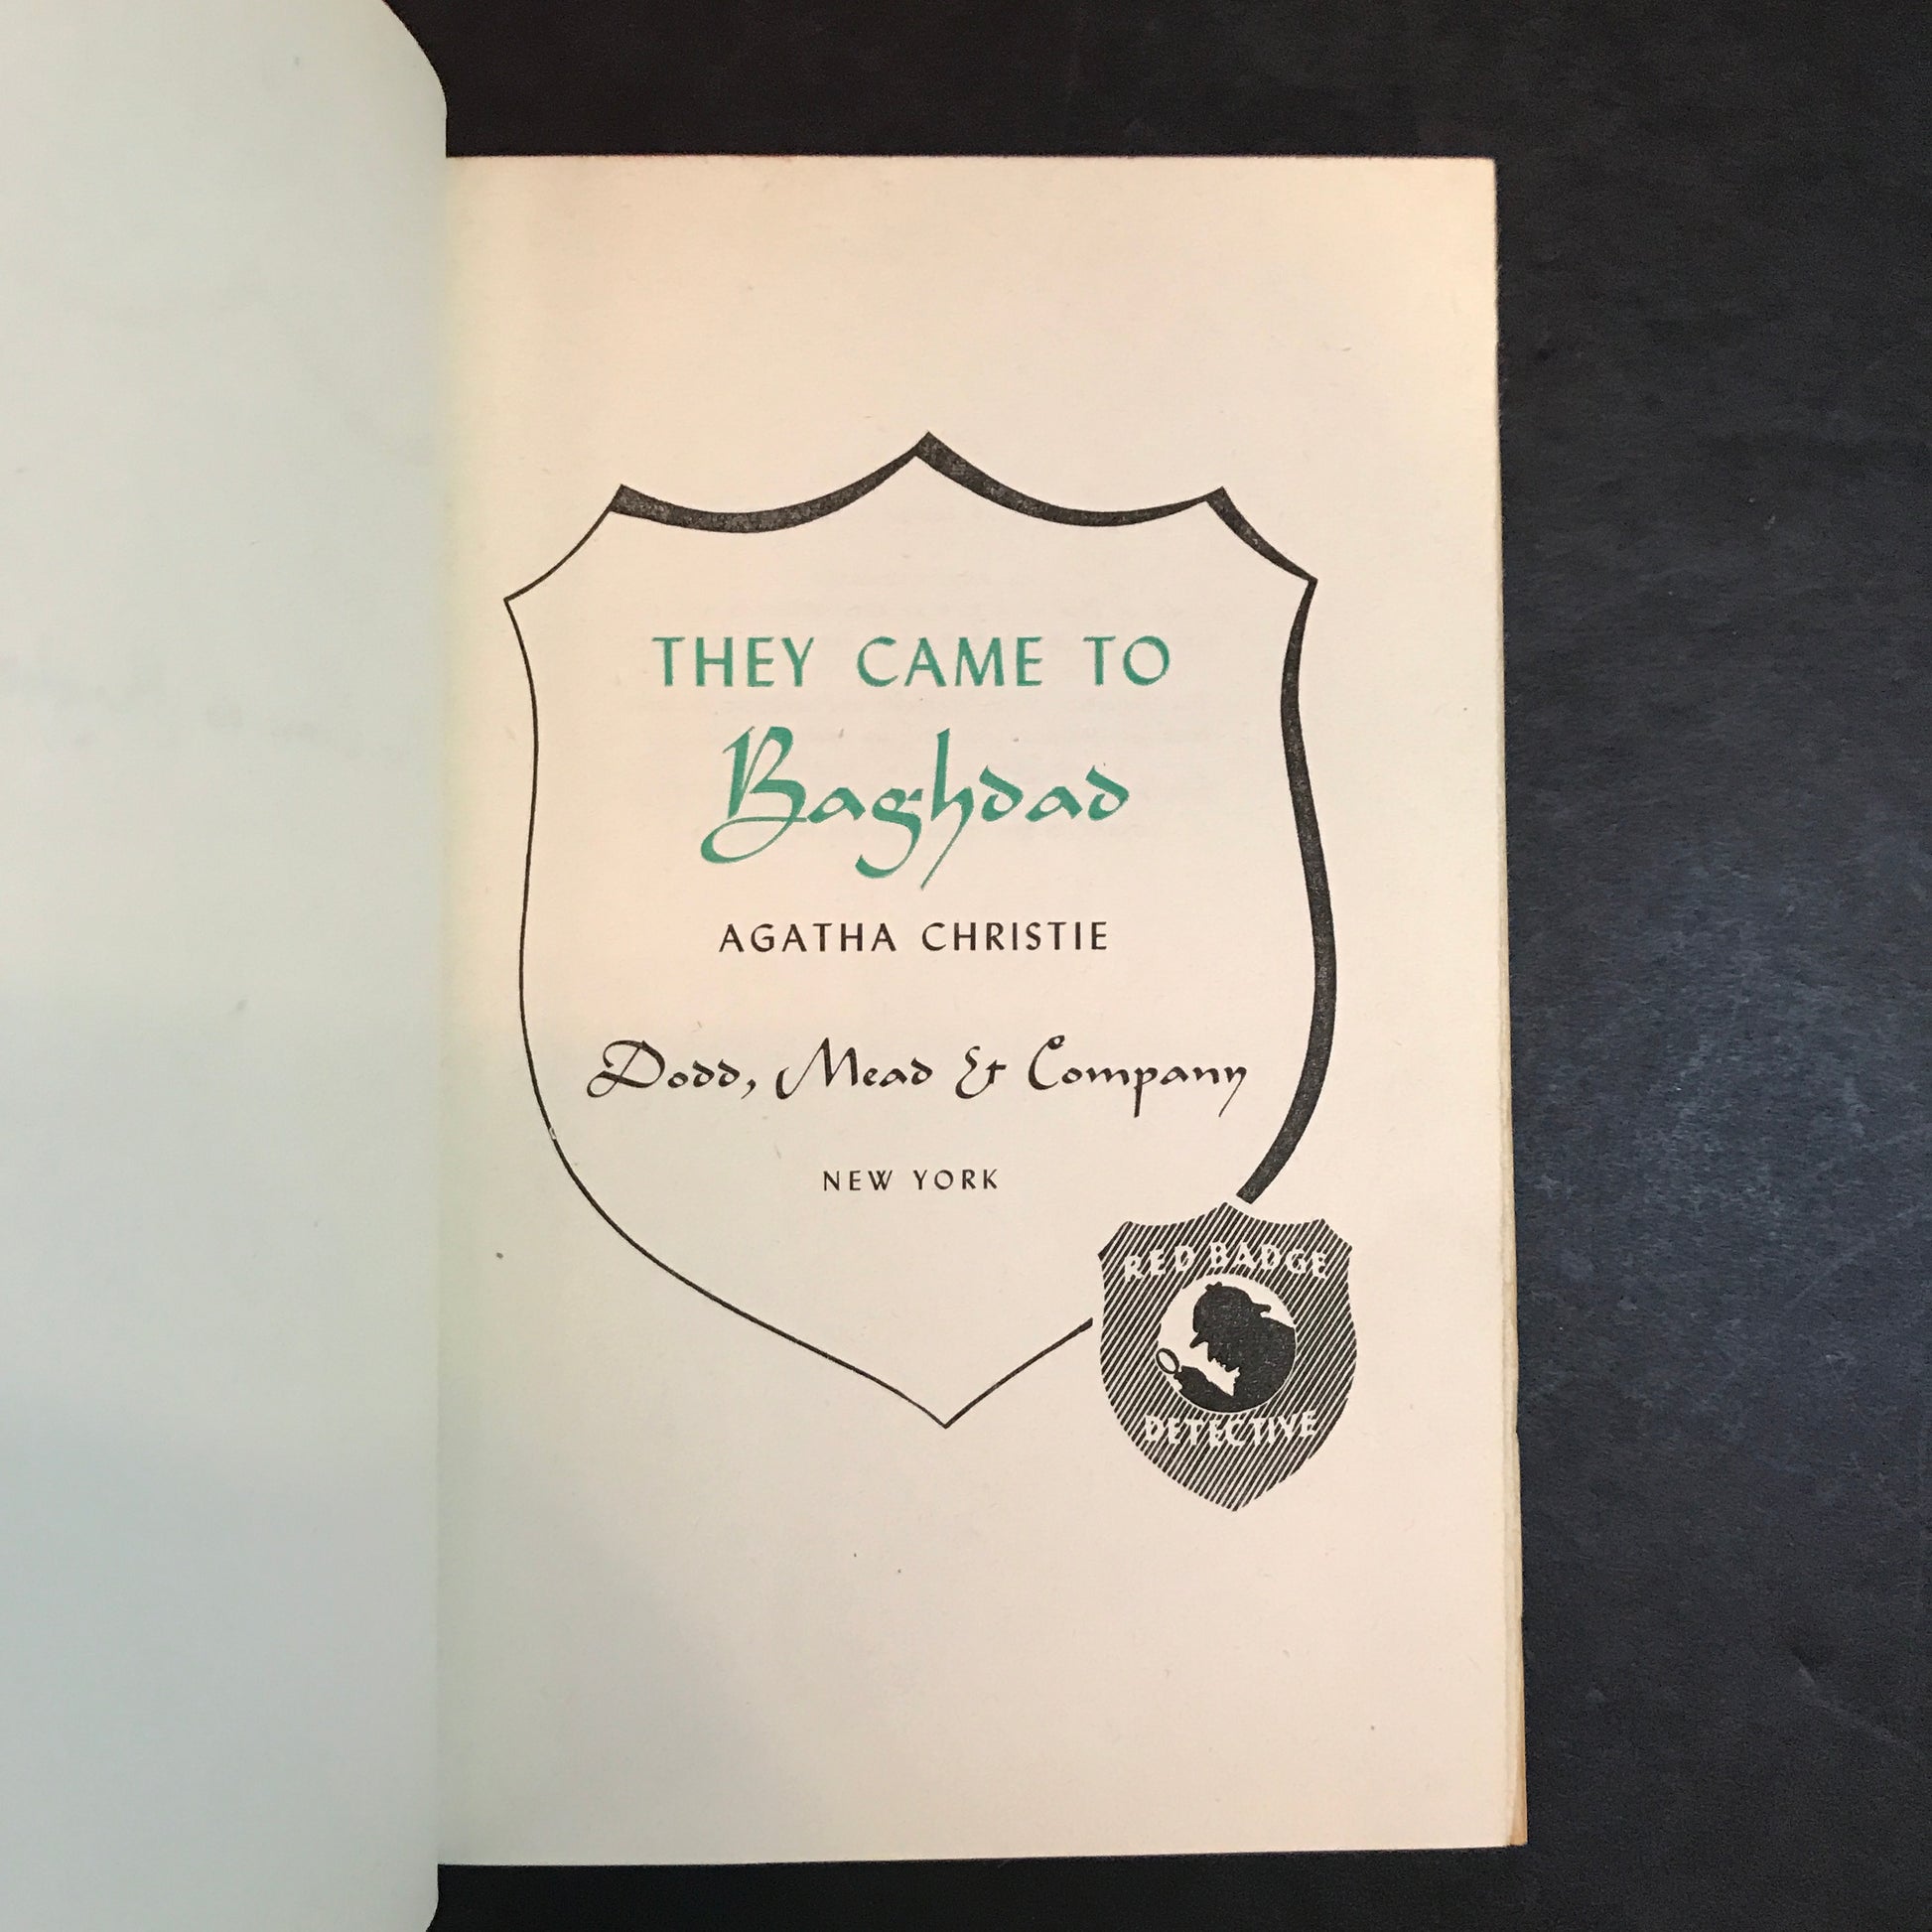 THEY CAME TO
Baghdad
AGATHA CHRISTIE
Dodd, Mead & Company
NEW YORK
RED BADGE
DETECTIVE